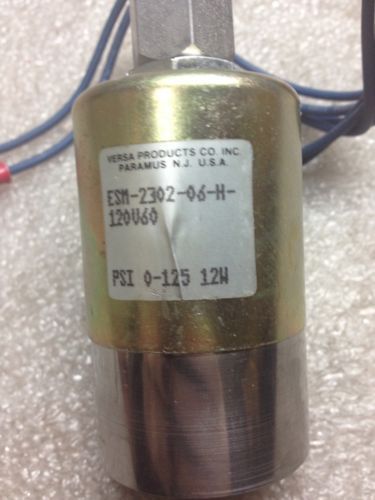 VERSA PRODUCTS CO. INC.
PARAMUS N.J. U.S.A.
ESM-2302-06-H-
120V60
PSI 0-125 12W